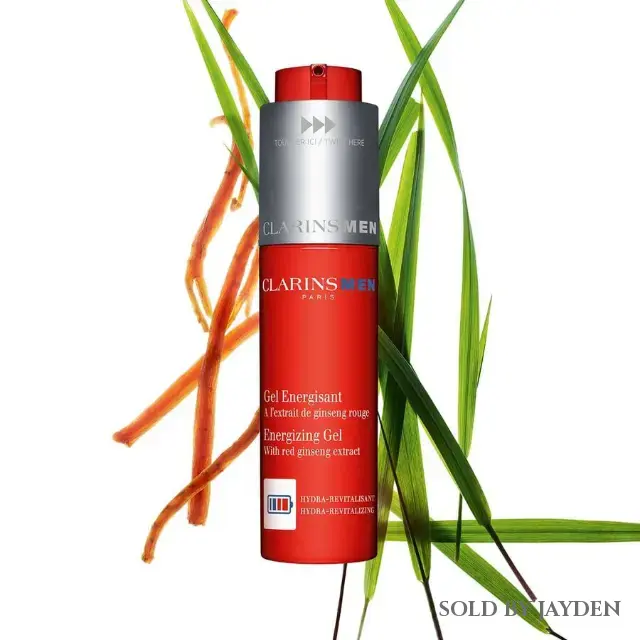 TOURNER ICI / TWIST HERE
CLARINSMEN
CLARINSMEN
PARIS
Gel Energisant
A l'extrait de ginseng rouge
Energizing Gel
With red ginseng extract
HYDRA-REVITALISANT
HYDRA-REVITALIZING
SOLD BY JAYDEN